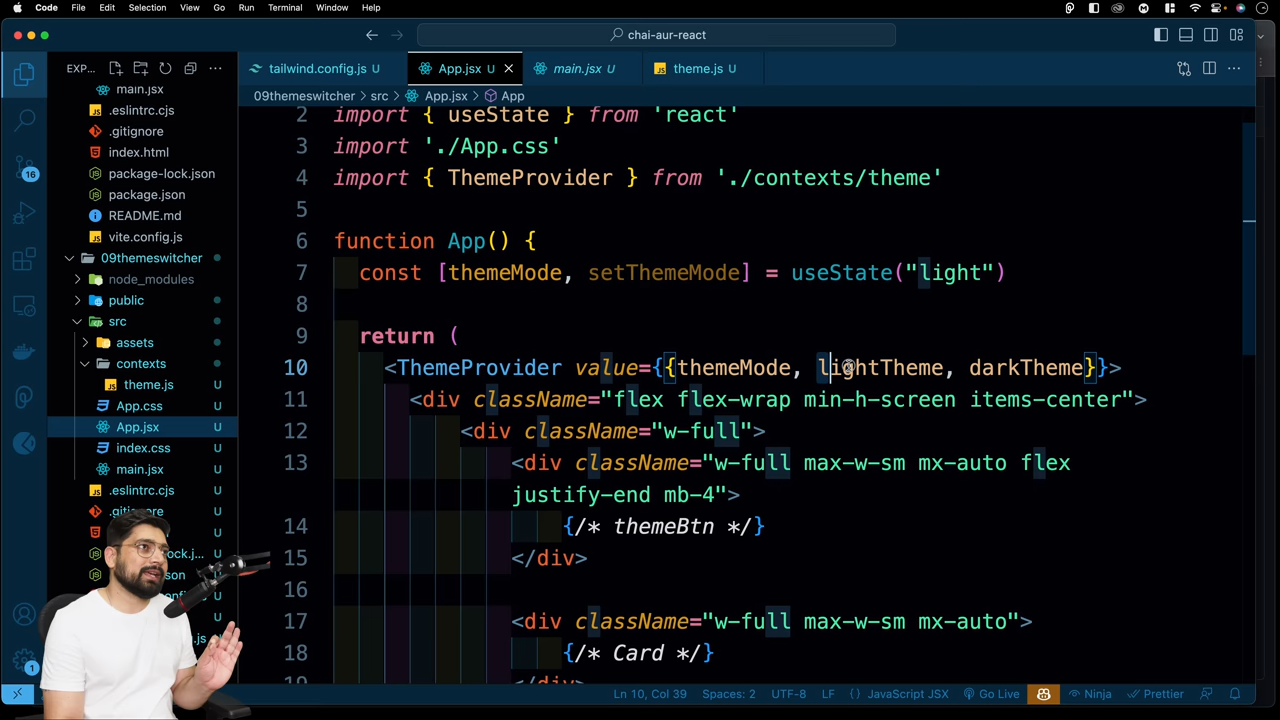 Code File Edit Selection View Go Run Terminal Window Help
chai-aur-react
EXP...
tailwind.config.js U App.jsx U main.jsx U theme.js U
09themeswitcher > src > App.jsx > App
main.jsx
.eslintrc.cjs
.gitignore
index.html
package-lock.json
package.json
README.md
vite.config.js
09themeswitcher
node_modules
public
src
assets
contexts
theme.js U
App.css U
App.jsx U
index.css U
main.jsx U
.eslintrc.cjs U
.gitignore U
16
1
2 import { useState } from 'react'
3 import './App.css'
4 import { ThemeProvider } from './contexts/theme'
5
6 function App() {
7 const [themeMode, setThemeMode] = useState("light")
8
9 return (
10 <ThemeProvider value={{themeMode, lightTheme, darkTheme}}>
11 <div className="flex flex-wrap min-h-screen items-center">
12 <div className="w-full">
13 <div className="w-full max-w-sm mx-auto flex
justify-end mb-4">
14 {/* themeBtn */}
15 </div>
16
17 <div className="w-full max-w-sm mx-auto">
18 {/* Card */}
Ln 10, Col 39 Spaces: 2 UTF-8 LF {} JavaScript JSX Go Live Ninja Prettier